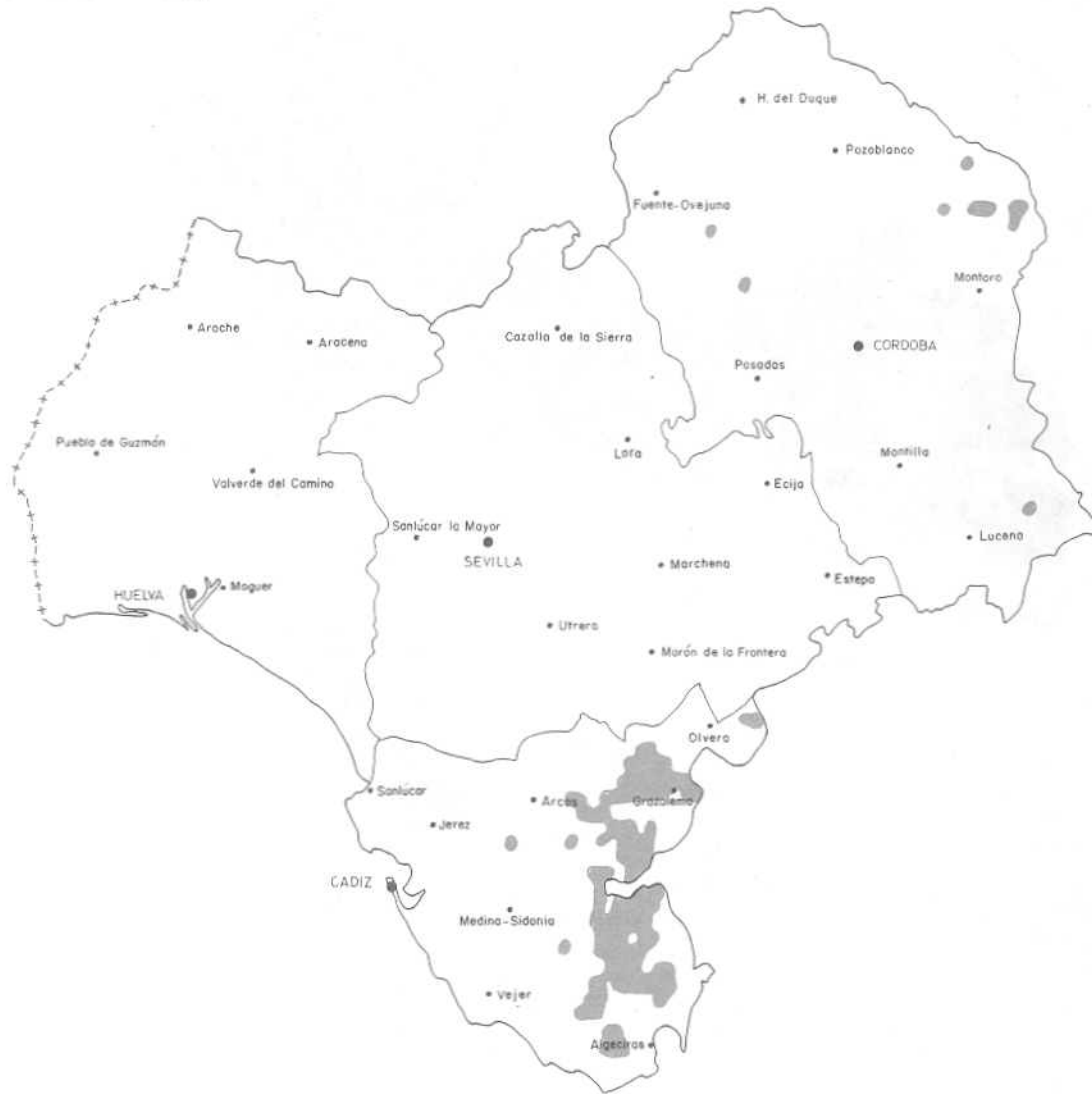 H. del Duque
Pozoblanco
Fuente-Ovejuna
Montoro
Aroche
Aracena
Cazalla de la Sierra
CORDOBA
Posadas
Puebla de Guzmán
Valverde del Camino
Lora
Montilla
Ecija
Sanlúcar la Mayor
SEVILLA
Lucena
Marchena
Estepa
HUELVA
Moguer
Utrera
Morón de la Frontera
Olvera
Sanlúcar
Arcos
Grazalema
Jerez
CADIZ
Medina-Sidonia
Vejer
Algeciras